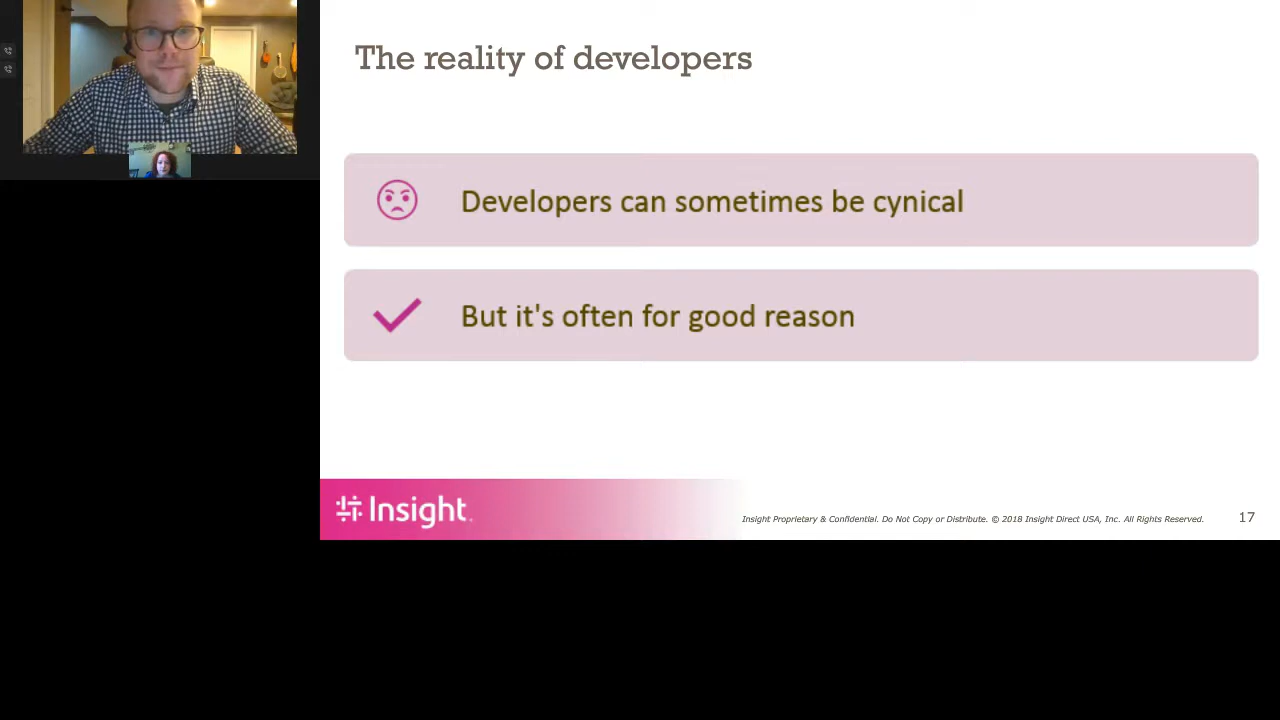 The reality of developers
Developers can sometimes be cynical
But it's often for good reason
Insight
Insight Proprietary & Confidential. Do Not Copy or Distribute. © 2018 Insight Direct USA, Inc. All Rights Reserved.
17